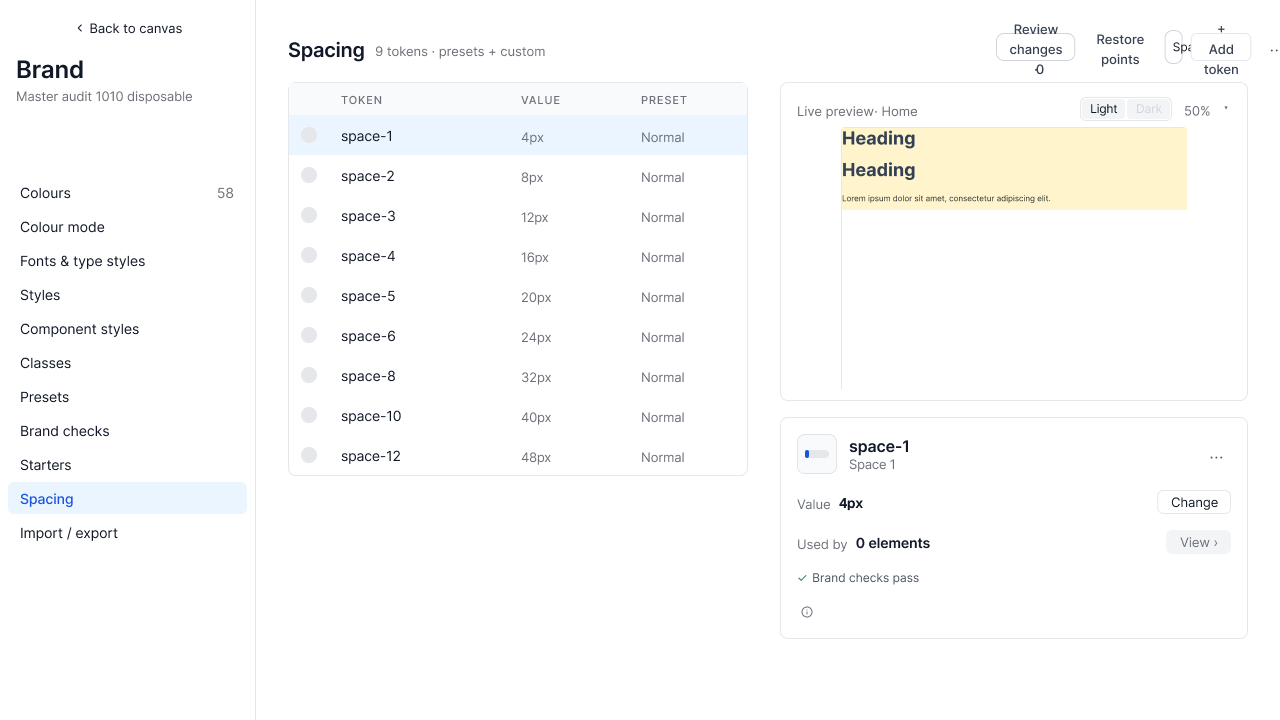 Back to canvas
Brand
Master audit 1010 disposable
Colours 58
Colour mode
Fonts & type styles
Styles
Component styles
Classes
Presets
Brand checks
Starters
Spacing
Import / export
Spacing 9 tokens · presets + custom
Review changes 0
Restore points
+ Add token
TOKEN VALUE PRESET
space-1 4px Normal
space-2 8px Normal
space-3 12px Normal
space-4 16px Normal
space-5 20px Normal
space-6 24px Normal
space-8 32px Normal
space-10 40px Normal
space-12 48px Normal
Live preview· Home Light Dark 50%
Heading
Heading
Lorem ipsum dolor sit amet, consectetur adipiscing elit.
space-1
Space 1
Value 4px Change
Used by 0 elements View ›
Brand checks pass